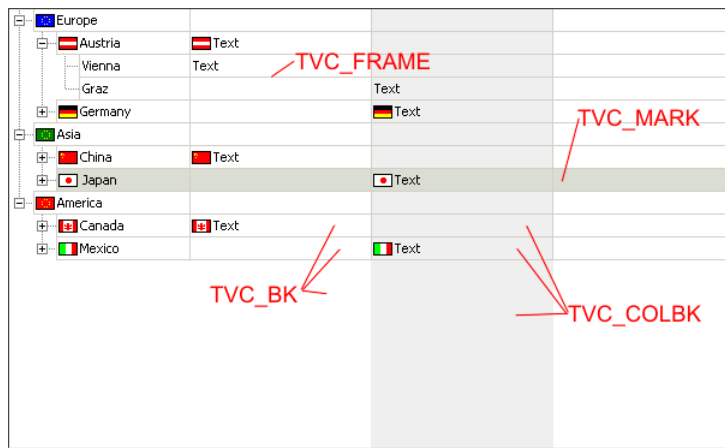 Europe
Austria Text
TVC_FRAME
Vienna Text
Graz Text
Germany Text
TVC_MARK
Asia
China Text
Japan Text
America
Canada Text
Mexico Text
TVC_BK
TVC_COLBK